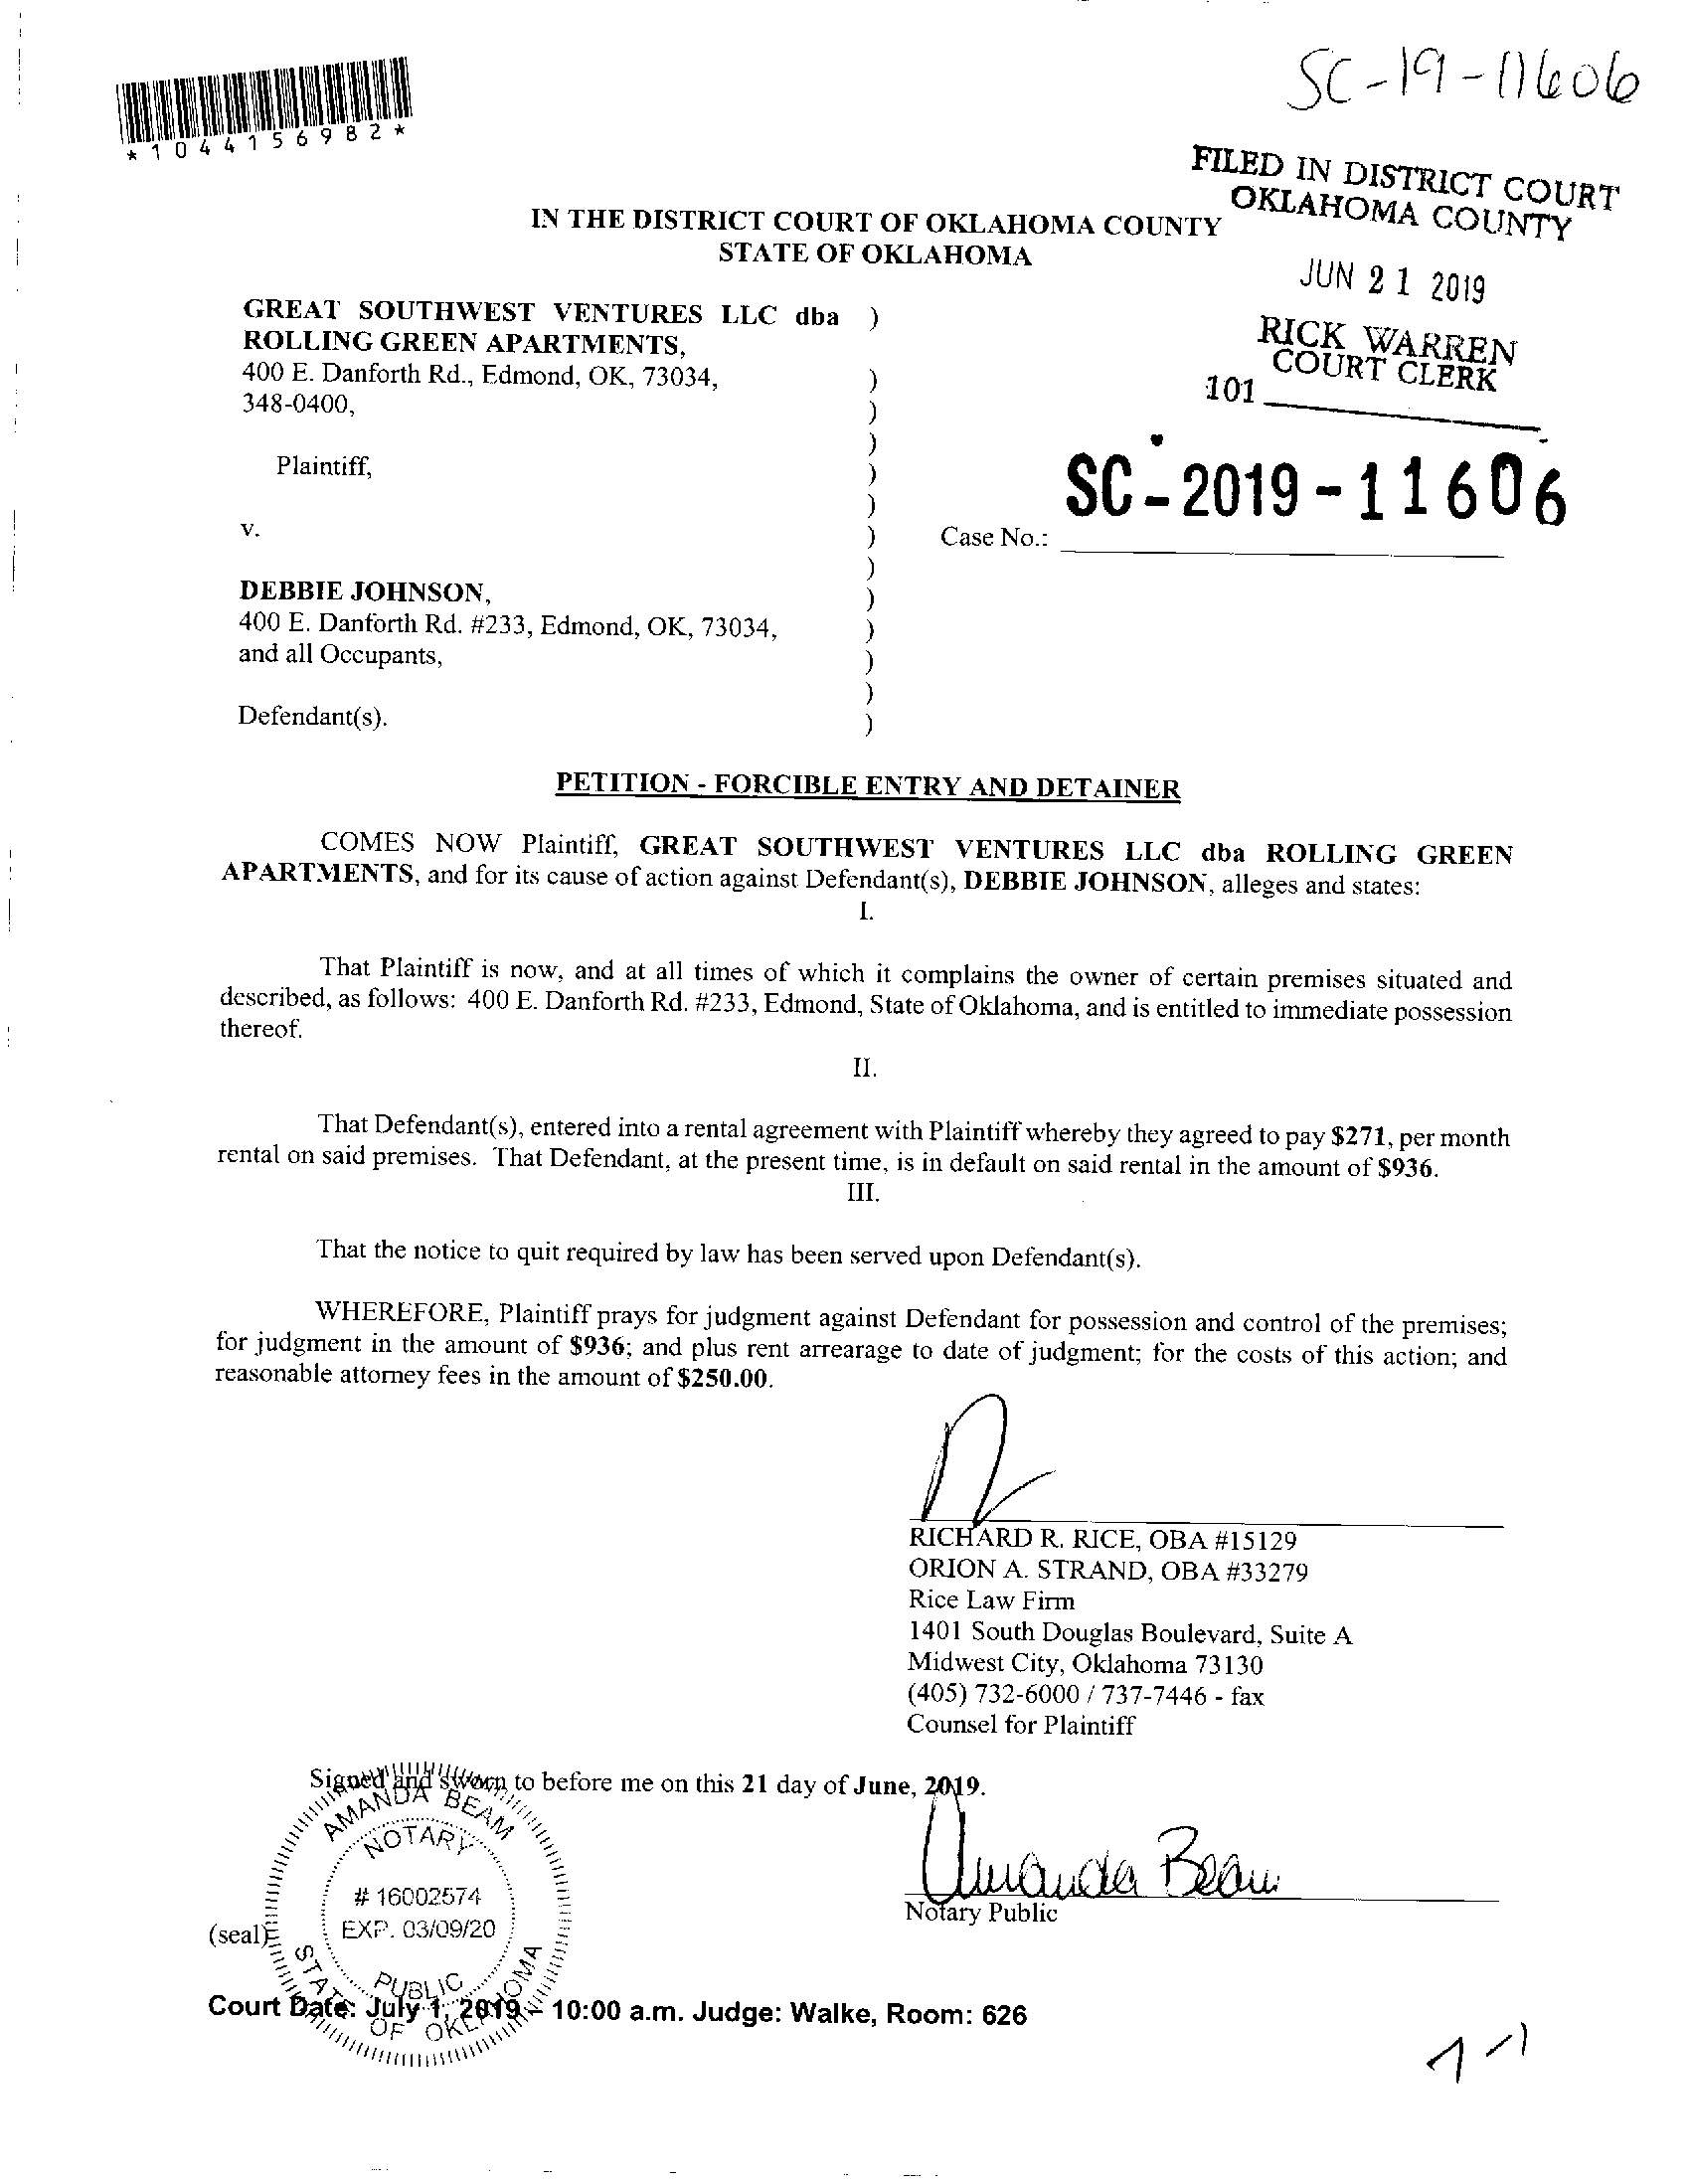 SC-19-11606
*1044156982*
FILED IN DISTRICT COURT
OKLAHOMA COUNTY
JUN 21 2019
RICK WARREN
COURT CLERK
101
IN THE DISTRICT COURT OF OKLAHOMA COUNTY
STATE OF OKLAHOMA
GREAT SOUTHWEST VENTURES LLC dba )
ROLLING GREEN APARTMENTS,
400 E. Danforth Rd., Edmond, OK, 73034, )
348-0400, )
)
Plaintiff, )
)
v. ) Case No.: SC-2019-11606
)
DEBBIE JOHNSON, )
400 E. Danforth Rd. #233, Edmond, OK, 73034, )
and all Occupants, )
)
Defendant(s). )
PETITION - FORCIBLE ENTRY AND DETAINER
COMES NOW Plaintiff, GREAT SOUTHWEST VENTURES LLC dba ROLLING GREEN
APARTMENTS, and for its cause of action against Defendant(s), DEBBIE JOHNSON, alleges and states:
I.
That Plaintiff is now, and at all times of which it complains the owner of certain premises situated and
described, as follows: 400 E. Danforth Rd. #233, Edmond, State of Oklahoma, and is entitled to immediate possession
thereof.
II.
That Defendant(s), entered into a rental agreement with Plaintiff whereby they agreed to pay $271, per month
rental on said premises. That Defendant, at the present time, is in default on said rental in the amount of $936.
III.
That the notice to quit required by law has been served upon Defendant(s).
WHEREFORE, Plaintiff prays for judgment against Defendant for possession and control of the premises;
for judgment in the amount of $936; and plus rent arrearage to date of judgment; for the costs of this action; and
reasonable attorney fees in the amount of $250.00.
RICHARD R. RICE, OBA #15129
ORION A. STRAND, OBA #33279
Rice Law Firm
1401 South Douglas Boulevard, Suite A
Midwest City, Oklahoma 73130
(405) 732-6000 / 737-7446 - fax
Counsel for Plaintiff
Signed and sworn to before me on this 21 day of June, 2019.
AMANDA BEAM
NOTARY
# 16002574
EXP. 03/09/20
PUBLIC
STATE OF OKLAHOMA
Amanda Beam
Notary Public
(seal)
Court Date: July 1, 2019 - 10:00 a.m. Judge: Walke, Room: 626